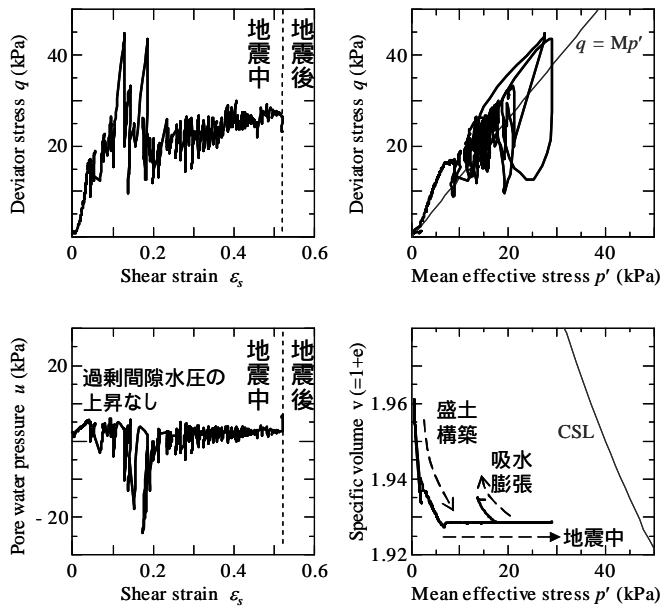 Deviator stress q (kPa)
40
20
0
0
0.2
0.4
0.6
地震中
地震後
Shear strain εs
Deviator stress q (kPa)
40
20
0
0
20
40
q = Mp′
Mean effective stress p′ (kPa)
Pore water pressure u (kPa)
20
- 20
0
0.2
0.4
0.6
過剰間隙水圧の
上昇なし
地震中
地震後
Shear strain εs
Specific volume v (=1+e)
1.96
1.94
1.92
0
20
40
盛土
構築
吸水
膨張
CSL
地震中
Mean effective stress p′ (kPa)